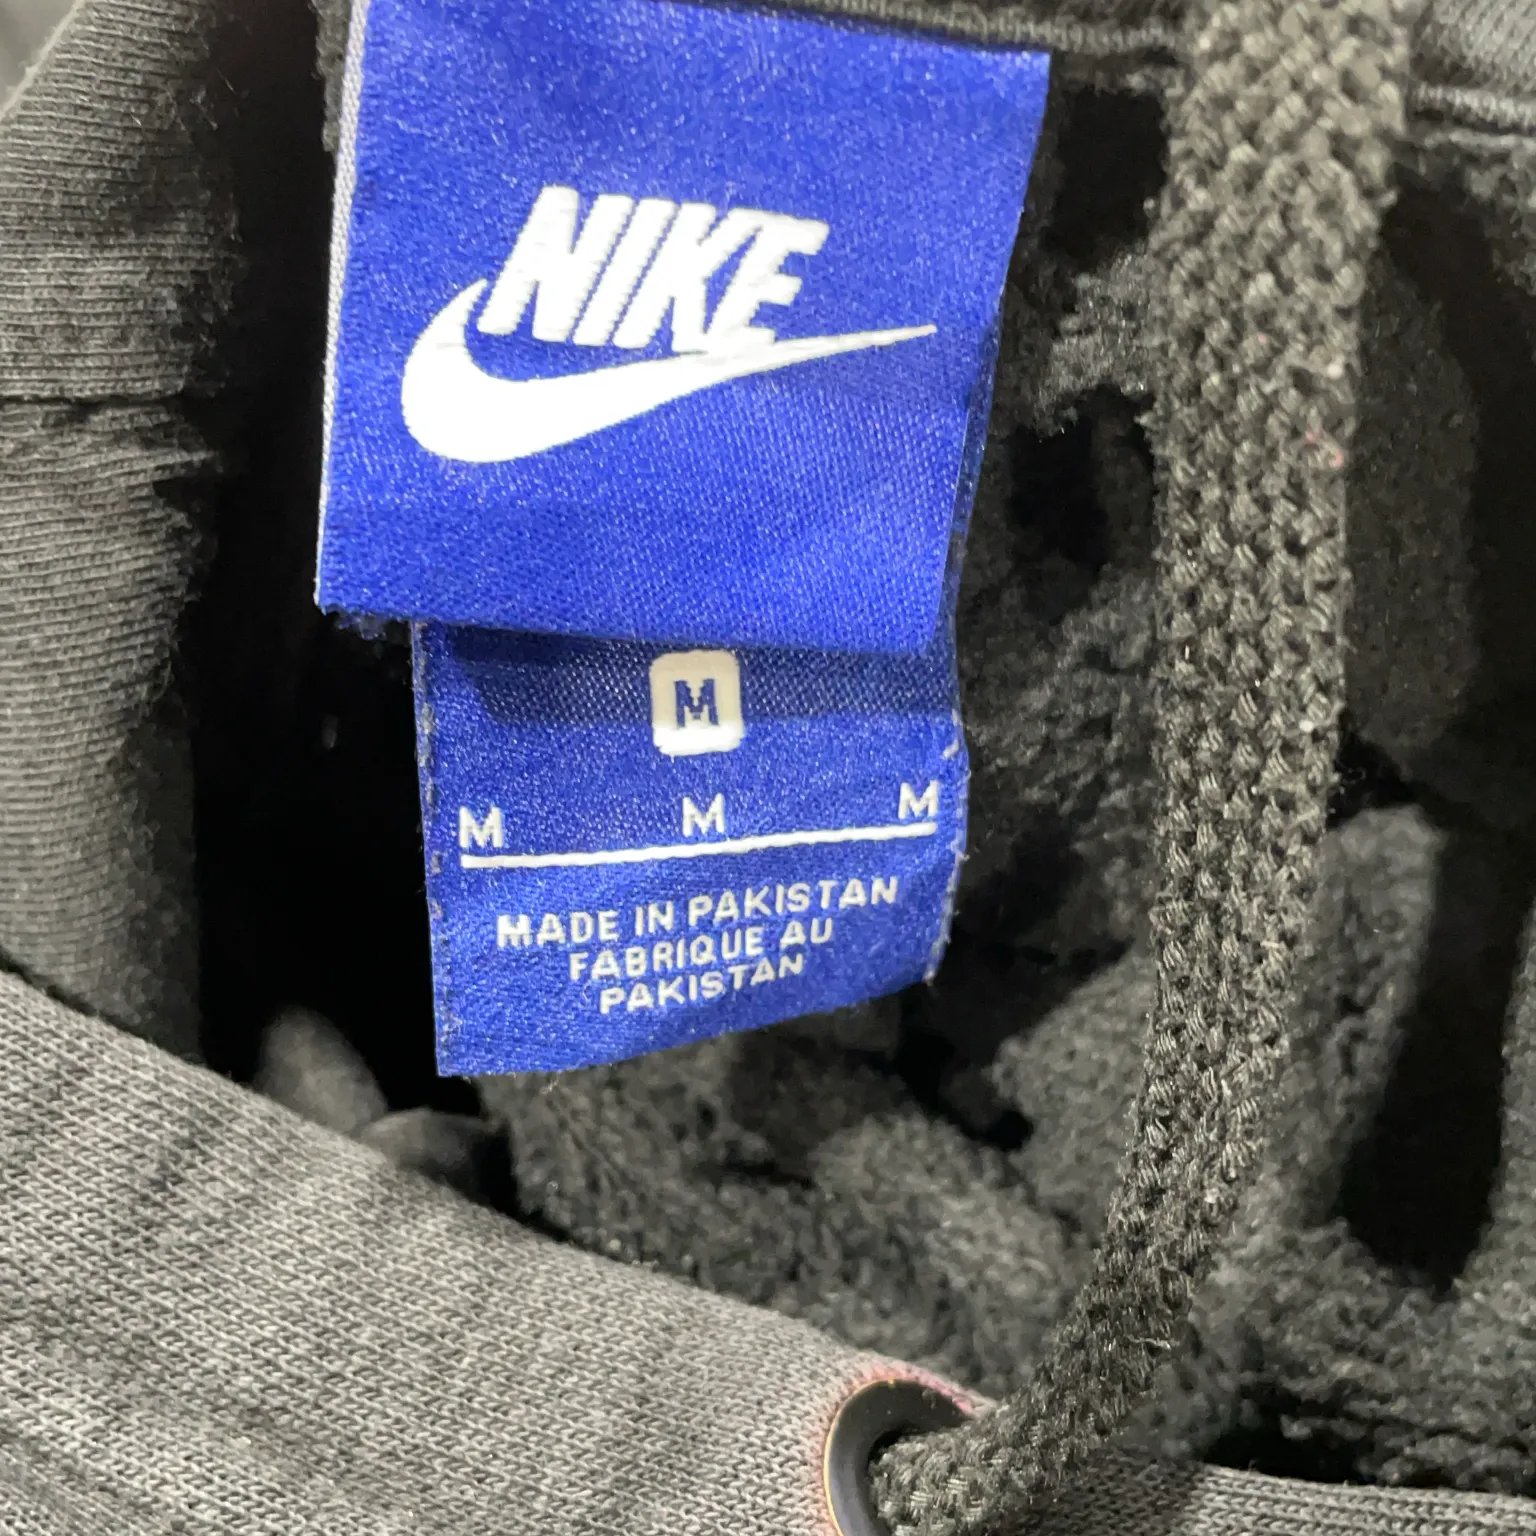 NIKE
M
M M M
MADE IN PAKISTAN
FABRIQUE AU
PAKISTAN